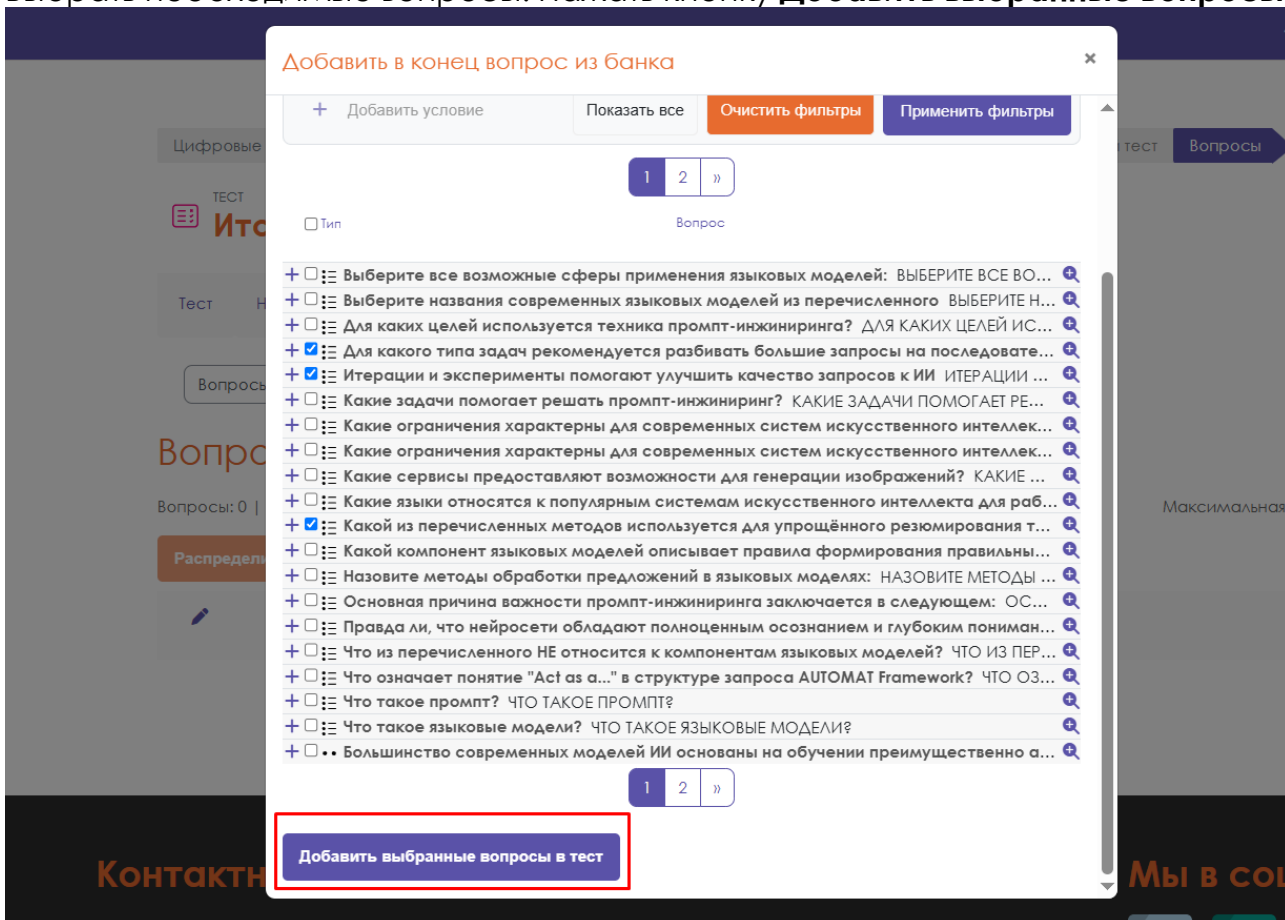 Добавить в конец вопрос из банка ×
+ Добавить условие Показать все Очистить фильтры Применить фильтры
Цифровые тест Вопросы
1 2 »
ТЕСТ
Тип Вопрос
Выберите все возможные сферы применения языковых моделей: ВЫБЕРИТЕ ВСЕ ВО...
Выберите названия современных языковых моделей из перечисленного ВЫБЕРИТЕ Н...
Тест Н
Для каких целей используется техника промпт-инжиниринга? ДЛЯ КАКИХ ЦЕЛЕЙ ИС...
Для какого типа задач рекомендуется разбивать большие запросы на последовате...
Итерации и эксперименты помогают улучшить качество запросов к ИИ ИТЕРАЦИИ ...
Вопросы
Какие задачи помогает решать промпт-инжиниринг? КАКИЕ ЗАДАЧИ ПОМОГАЕТ РЕ...
Какие ограничения характерны для современных систем искусственного интеллек...
Какие ограничения характерны для современных систем искусственного интеллек...
Вопро
Какие сервисы предоставляют возможности для генерации изображений? КАКИЕ ...
Какие языки относятся к популярным системам искусственного интеллекта для раб...
Вопросы: 0 | Максимальная
Какой из перечисленных методов используется для упрощённого резюмирования т...
Какой компонент языковых моделей описывает правила формирования правильны...
Распредели
Назовите методы обработки предложений в языковых моделях: НАЗОВИТЕ МЕТОДЫ ...
Основная причина важности промпт-инжиниринга заключается в следующем: ОС...
Правда ли, что нейросети обладают полноценным осознанием и глубоким пониман...
Что из перечисленного НЕ относится к компонентам языковых моделей? ЧТО ИЗ ПЕР...
Что означает понятие "Act as a..." в структуре запроса AUTOMAT Framework? ЧТО ОЗ...
Что такое промпт? ЧТО ТАКОЕ ПРОМПТ?
Что такое языковые модели? ЧТО ТАКОЕ ЯЗЫКОВЫЕ МОДЕЛИ?
Большинство современных моделей ИИ основаны на обучении преимущественно а...
1 2 »
Добавить выбранные вопросы в тест
Контактн Мы в соц